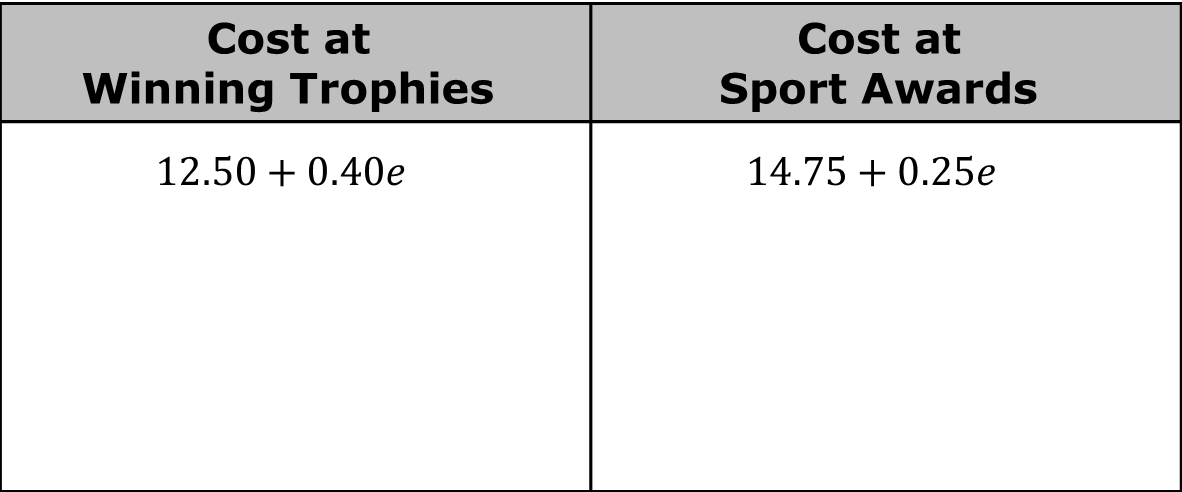 Cost at
Winning Trophies
Cost at
Sport Awards
12.50 + 0.40𝑒
14.75 + 0.25𝑒